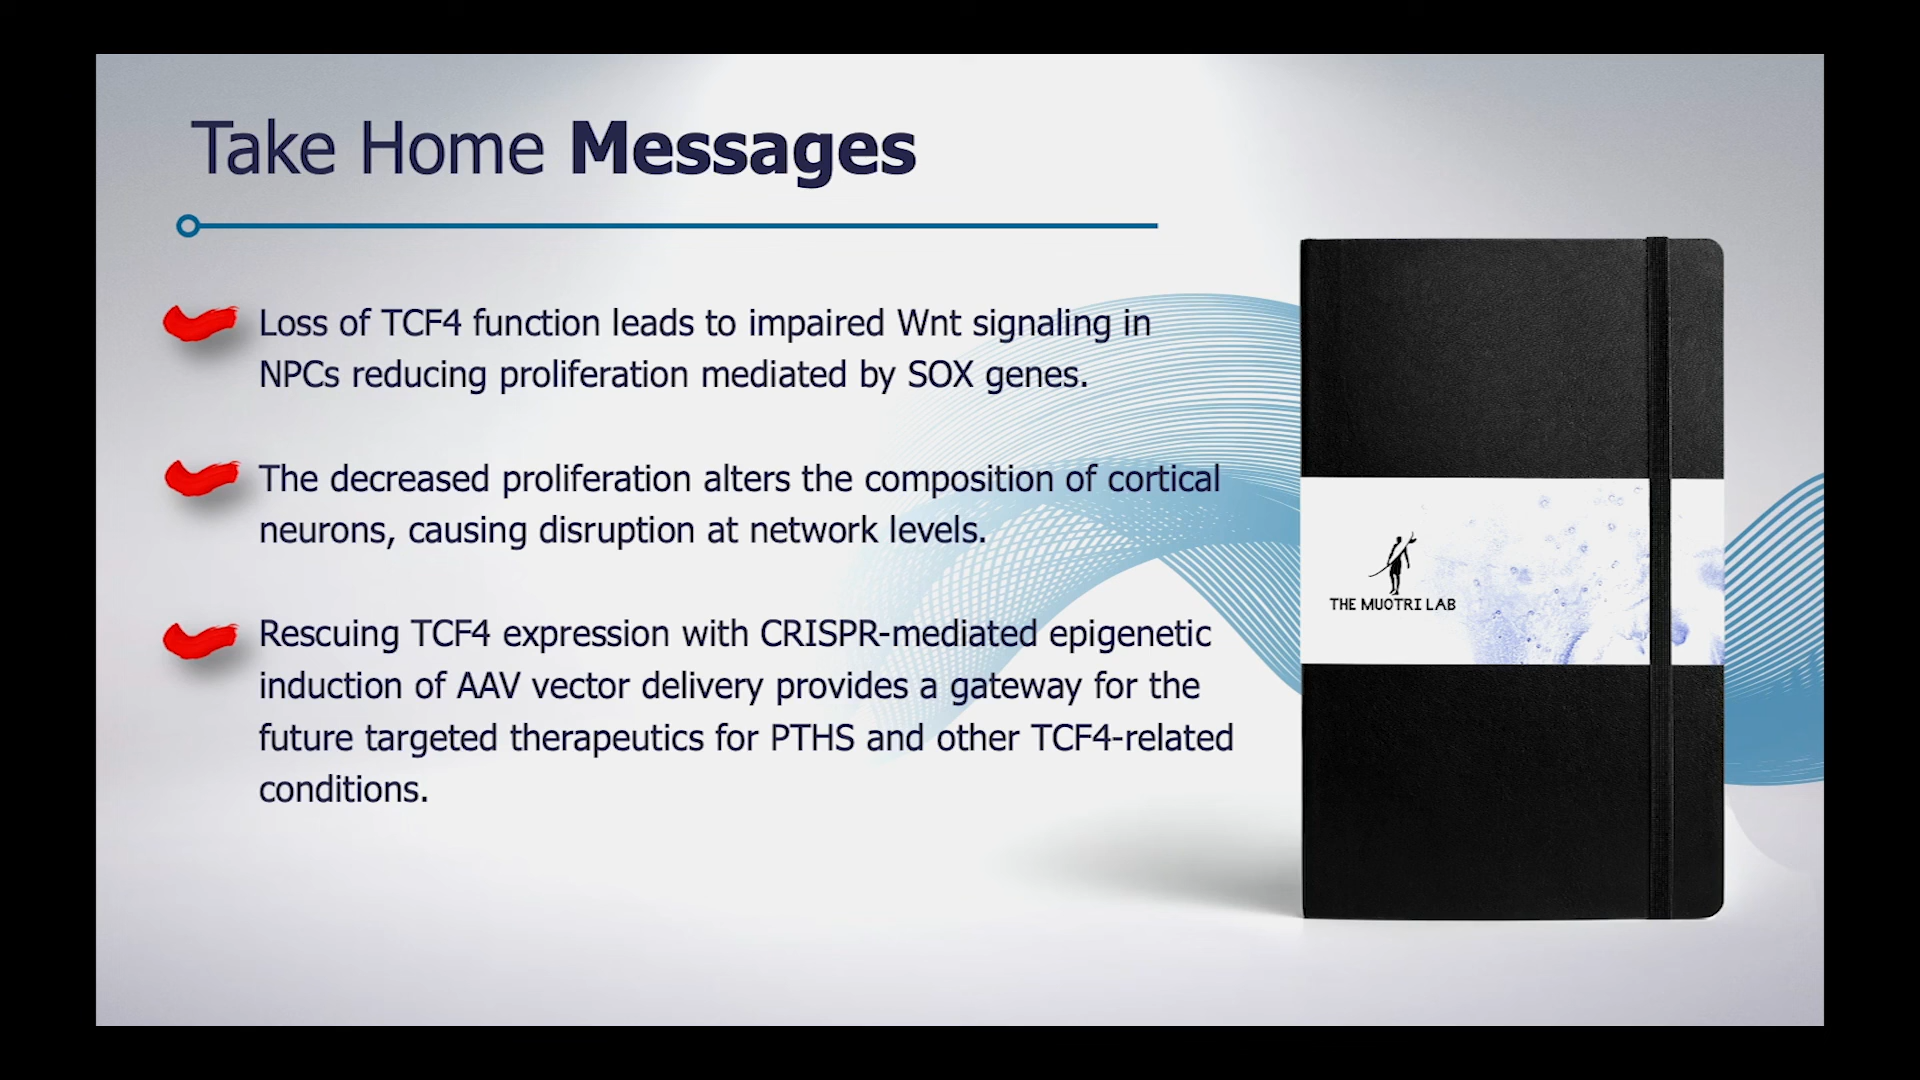 Take Home Messages
Loss of TCF4 function leads to impaired Wnt signaling in
NPCs reducing proliferation mediated by SOX genes.
The decreased proliferation alters the composition of cortical
neurons, causing disruption at network levels.
Rescuing TCF4 expression with CRISPR-mediated epigenetic
induction of AAV vector delivery provides a gateway for the
future targeted therapeutics for PTHS and other TCF4-related
conditions.
THE MUOTRI LAB